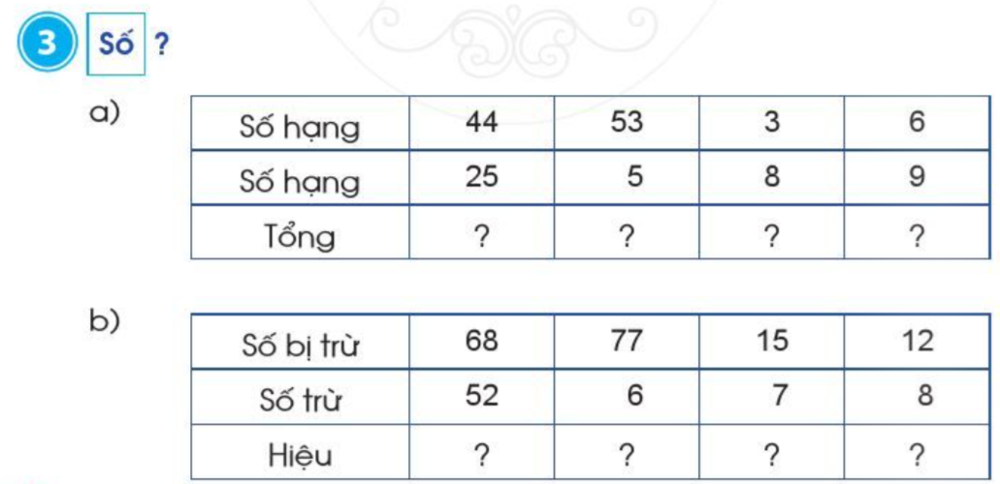 3 Số ?
a)
Số hạng 44 53 3 6
Số hạng 25 5 8 9
Tổng ? ? ? ?
b)
Số bị trừ 68 77 15 12
Số trừ 52 6 7 8
Hiệu ? ? ? ?